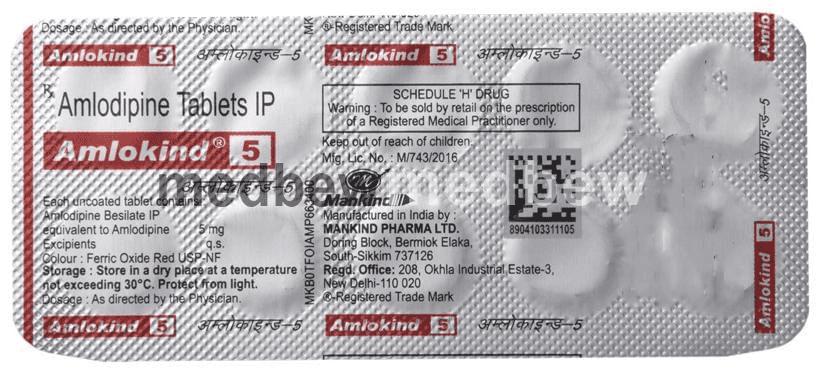 Dosage : As directed by the Physician.
Amlokind 5 अम्लोकाइन्ड–5
℞ Amlodipine Tablets IP
Amlokind® 5
अम्लोकाइन्ड–5
Each uncoated tablet contains:
Amlodipine Besilate IP
equivalent to Amlodipine 5 mg
Excipients q.s.
Colour : Ferric Oxide Red USP-NF
Storage : Store in a dry place at a temperature
not exceeding 30°C. Protect from light.
Dosage : As directed by the Physician.
Amlokind 5 अम्लोकाइन्ड–5
®-Registered Trade Mark
Amlokind 5 अम्लोकाइन्ड–5
SCHEDULE 'H' DRUG
Warning : To be sold by retail on the prescription
of a Registered Medical Practitioner only.
Keep out of reach of children.
Mfg. Lic. No. : M/743/2016
Mankind
Manufactured in India by :
MANKIND PHARMA LTD.
Doring Block, Bermiok Elaka,
South-Sikkim 737126
Regd. Office: 208, Okhla Industrial Estate-3,
New Delhi-110 020
®-Registered Trade Mark
Amlokind 5 अम्लोकाइन्ड–5
8904103311105
Amlokind 5
अम्लोकाइन्ड–5
Amlokind 5